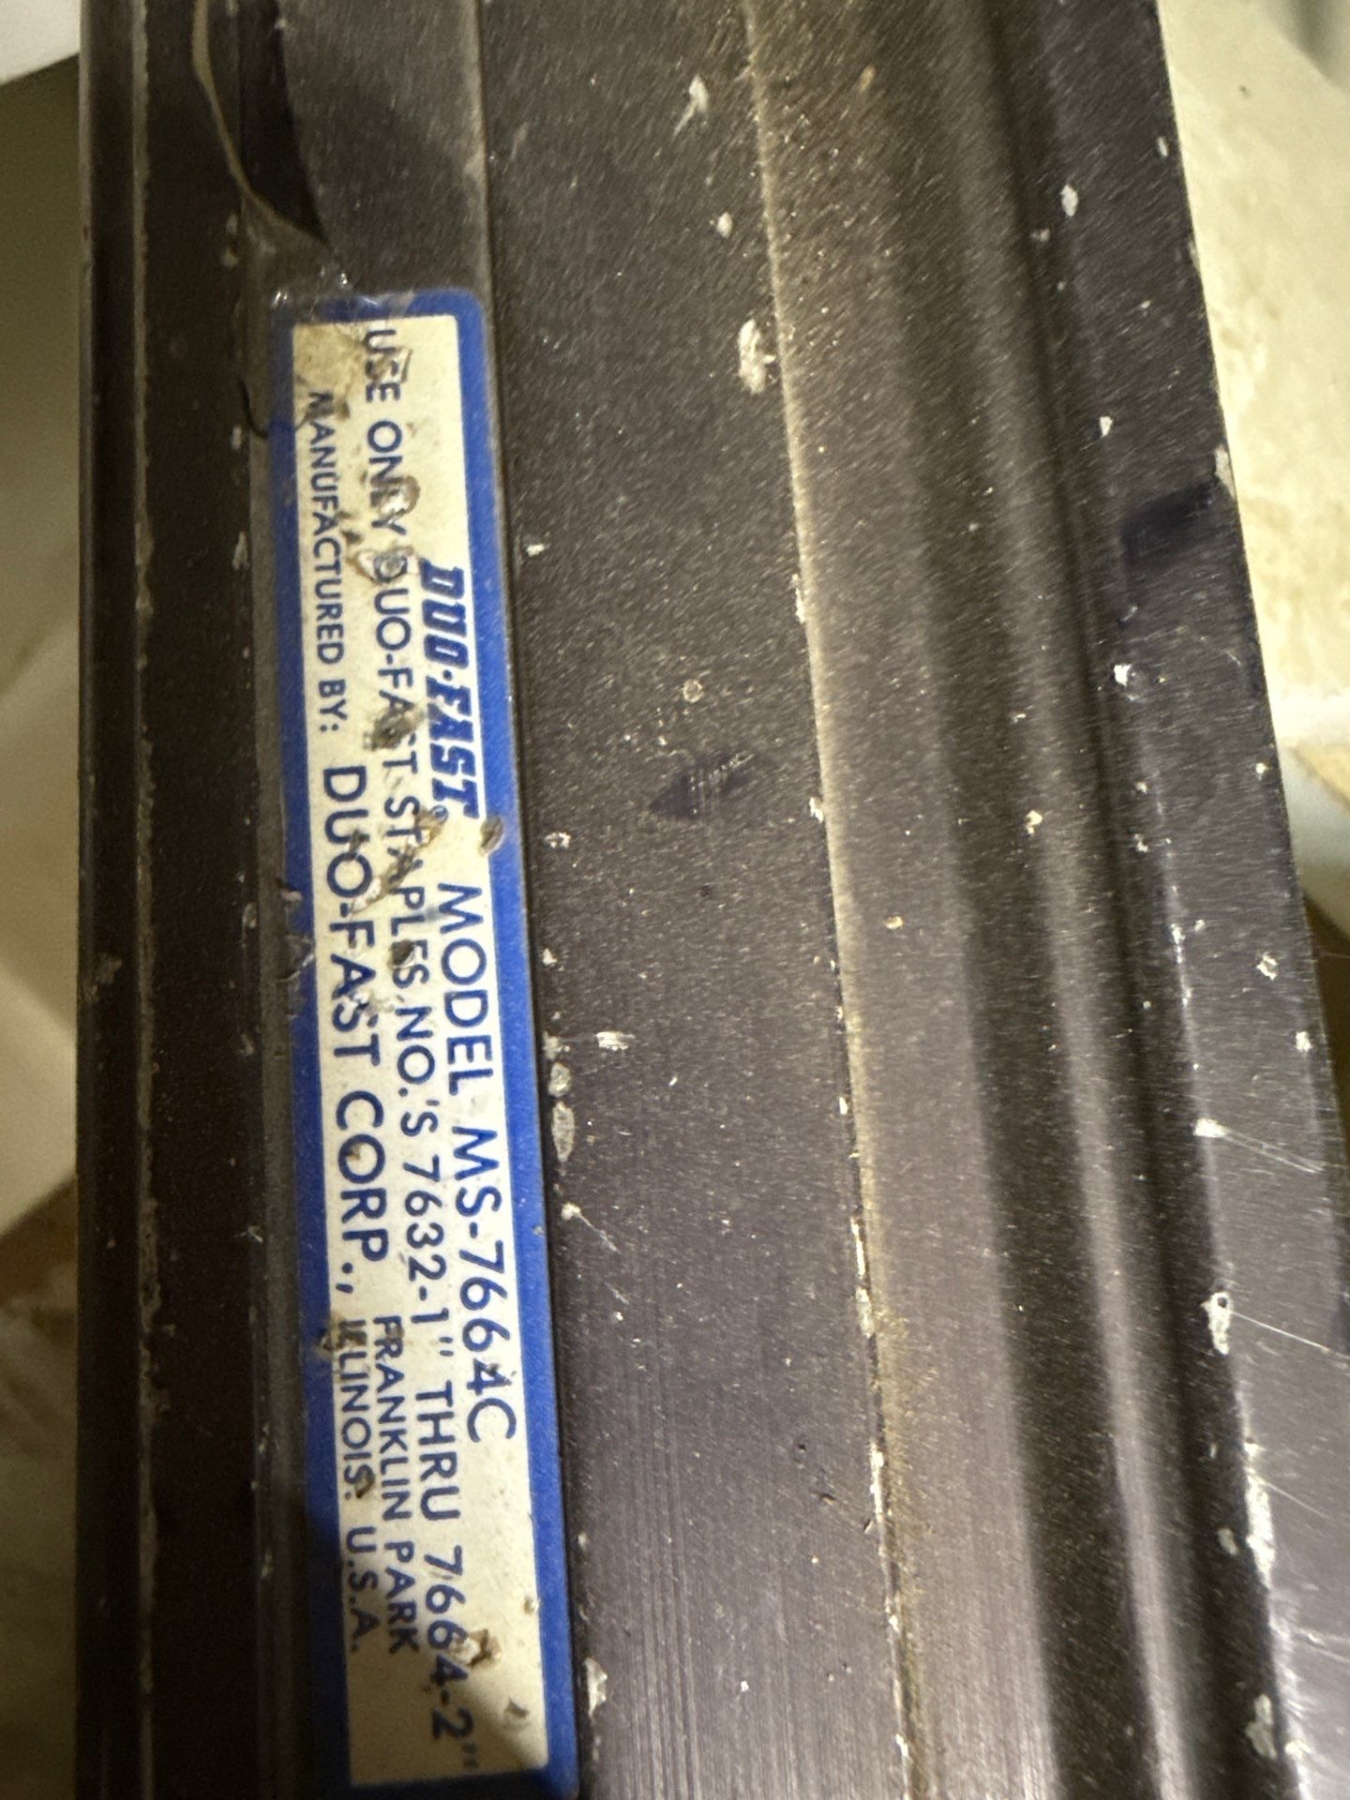 DUO-FAST® MODEL MS-7664C
USE ONLY DUO-FAST STAPLES NO.'S 7632-1" THRU 7664-2"
MANUFACTURED BY: DUO-FAST CORP., FRANKLIN PARK
ILLINOIS. U.S.A.